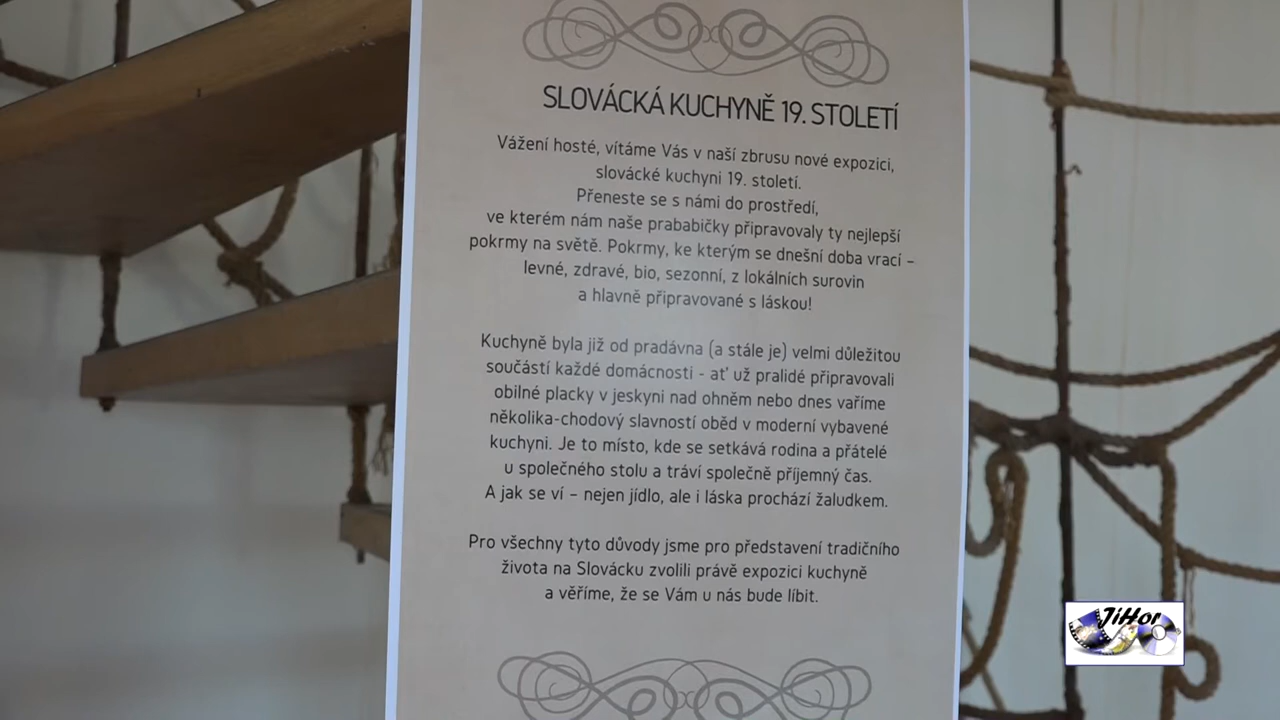 SLOVÁCKÁ KUCHYNĚ 19. STOLETÍ
Vážení hosté, vítáme Vás v naší zbrusu nové expozici,
slovácké kuchyni 19. století.
Přeneste se s námi do prostředí,
ve kterém nám naše prababičky připravovaly ty nejlepší
pokrmy na světě. Pokrmy, ke kterým se dnešní doba vrací –
levné, zdravé, bio, sezonní, z lokálních surovin
a hlavně připravované s láskou!
Kuchyně byla již od pradávna (a stále je) velmi důležitou
součástí každé domácnosti - ať už pralidé připravovali
obilné placky v jeskyni nad ohněm nebo dnes vaříme
několika-chodový slavností oběd v moderní vybavené
kuchyni. Je to místo, kde se setkává rodina a přátelé
u společného stolu a tráví společně příjemný čas.
A jak se ví – nejen jídlo, ale i láska prochází žaludkem.
Pro všechny tyto důvody jsme pro představení tradičního
života na Slovácku zvolili právě expozici kuchyně
a věříme, že se Vám u nás bude líbit.
JiHor